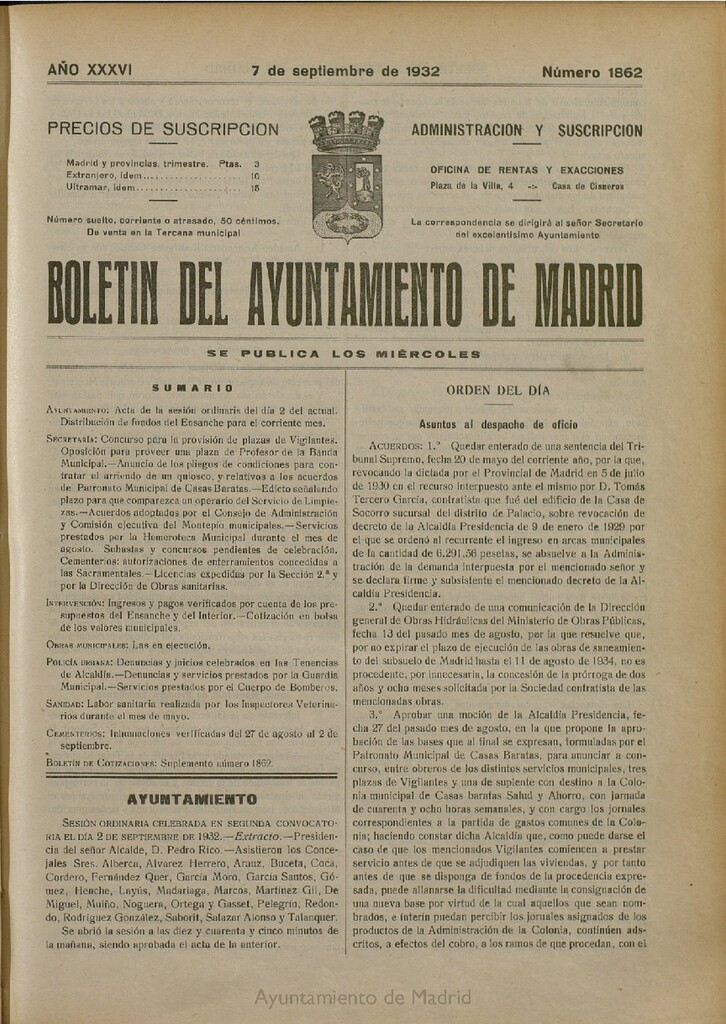 AÑO XXXVI 7 de septiembre de 1932 Número 1862
PRECIOS DE SUSCRIPCION
Madrid y provincias, trimestre. Ptas. 3
Extranjero, ídem...................... 10
Ultramar, ídem....................... 15
Número suelto, corriente o atrasado, 50 céntimos.
De venta en la Tercena municipal
ADMINISTRACION Y SUSCRIPCION
OFICINA DE RENTAS Y EXACCIONES
Plaza de la Villa, 4 -:- Casa de Cisneros
La correspondencia se dirigirá al señor Secretario
del excelentísimo Ayuntamiento
BOLETIN DEL AYUNTAMIENTO DE MADRID
SE PUBLICA LOS MIÉRCOLES
SUMARIO
AYUNTAMIENTO: Acta de la sesión ordinaria del día 2 del actual.
Distribución de fondos del Ensanche para el corriente mes.
SECRETARÍA: Concurso para la provisión de plazas de Vigilantes.
Oposición para proveer una plaza de Profesor de la Banda
Municipal.—Anuncio de los pliegos de condiciones para con-
tratar el arriendo de un quiosco, y relativos a los acuerdos
de Patronato Municipal de Casas Baratas.—Edicto señalando
plazo para que comparezca un operario del Servicio de Limpie-
zas.—Acuerdos adoptados por el Consejo de Administración
y Comisión ejecutiva del Montepío municipales.—Servicios
prestados por la Hemeroteca Municipal durante el mes de
agosto. Subastas y concursos pendientes de celebración.
Cementerios: autorizaciones de enterramientos concedidas a
las Sacramentales.—Licencias expedidas por la Sección 2.ª y
por la Dirección de Obras sanitarias.
INTERVENCIÓN: Ingresos y pagos verificados por cuenta de los pre-
supuestos del Ensanche y del Interior.—Cotización en bolsa
de los valores municipales.
OBRAS MUNICIPALES: Las en ejecución.
POLICÍA URBANA: Denuncias y juicios celebrados en las Tenencias
de Alcaldía.—Denuncias y servicios prestados por la Guardia
Municipal.—Servicios prestados por el Cuerpo de Bomberos.
SANIDAD: Labor sanitaria realizada por los Inspectores Veterina-
rios durante el mes de mayo.
CEMENTERIOS: Inhumaciones verificadas del 27 de agosto al 2 de
septiembre.
BOLETÍN DE COTIZACIONES: Suplemento número 1862.
AYUNTAMIENTO
SESIÓN ORDINARIA CELEBRADA EN SEGUNDA CONVOCATO-
RIA EL DÍA 2 DE SEPTIEMBRE DE 1932.—Extracto.—Presiden-
cia del señor Alcalde, D. Pedro Rico.—Asistieron los Conce-
jales Sres. Alberca, Alvarez Herrero, Arauz, Buceta, Coca,
Cordero, Fernández Quer, García Moro, García Santos, Gó-
mez, Henche, Layús, Madariaga, Marcos, Martínez Gil, De
Miguel, Muiño, Noguera, Ortega y Gasset, Pelegrín, Redon-
do, Rodríguez González, Saborit, Salazar Alonso y Talanquer.
Se abrió la sesión a las diez y cuarenta y cinco minutos de
la mañana, siendo aprobada el acta de la anterior.
ORDEN DEL DÍA
Asuntos al despacho de oficio
ACUERDOS: 1.º Quedar enterado de una sentencia del Tri-
bunal Supremo, fecha 20 de mayo del corriente año, por la que,
revocando la dictada por el Provincial de Madrid en 5 de julio
de 1930 en el recurso interpuesto ante el mismo por D. Tomás
Tercero García, contratista que fué del edificio de la Casa de
Socorro sucursal del distrito de Palacio, sobre revocación de
decreto de la Alcaldía Presidencia de 9 de enero de 1929 por
el que se ordenó al recurrente el ingreso en arcas municipales
de la cantidad de 6.291,56 pesetas, se absuelve a la Adminis-
tración de la demanda interpuesta por el mencionado señor y
se declara firme y subsistente el mencionado decreto de la Al-
caldía Presidencia.
2.º Quedar enterado de una comunicación de la Dirección
general de Obras Hidráulicas del Ministerio de Obras Públicas,
fecha 13 del pasado mes de agosto, por la que resuelve que,
por no expirar el plazo de ejecución de las obras de saneamien-
to del subsuelo de Madrid hasta el 11 de agosto de 1934, no es
procedente, por innecesaria, la concesión de la prórroga de dos
años y ocho meses solicitada por la Sociedad contratista de las
mencionadas obras.
3.º Aprobar una moción de la Alcaldía Presidencia, fe-
cha 27 del pasado mes de agosto, en la que propone la apro-
bación de las bases que al final se expresan, formuladas por el
Patronato Municipal de Casas Baratas, para anunciar a con-
curso, entre obreros de los distintos servicios municipales, tres
plazas de Vigilantes y una de suplente con destino a la Colo-
nia municipal de Casas baratas Salud y Ahorro, con jornada
de cuarenta y ocho horas semanales, y con cargo los jornales
correspondientes a la partida de gastos comunes de la Colo-
nia; haciendo constar dicha Alcaldía que, como puede darse el
caso de que los mencionados Vigilantes comiencen a prestar
servicio antes de que se adjudiquen las viviendas, y por tanto
antes de que se disponga de fondos de la procedencia expre-
sada, puede allanarse la dificultad mediante la consignación de
una nueva base por virtud de la cual aquellos que sean nom-
brados, e ínterin puedan percibir los jornales asignados de los
productos de la Administración de la Colonia, continúen ads-
critos, a efectos del cobro, a los ramos de que procedan, con el
Ayuntamiento de Madrid